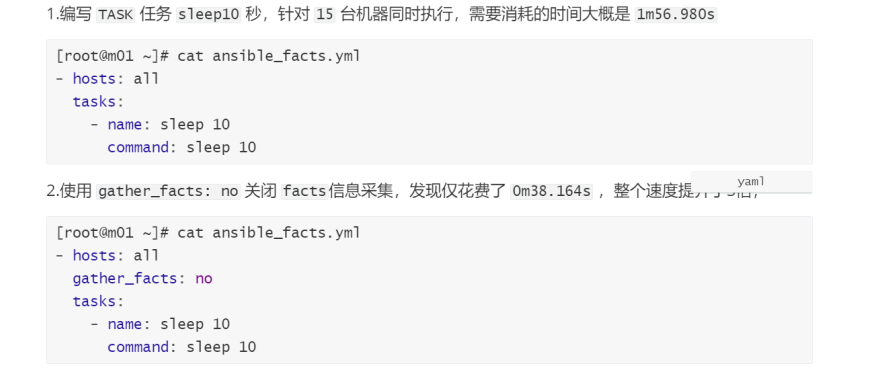 1.编写 TASK 任务 sleep10 秒，针对 15 台机器同时执行，需要消耗的时间大概是 1m56.980s
[root@m01 ~]# cat ansible_facts.yml
- hosts: all
  tasks:
    - name: sleep 10
      command: sleep 10
2.使用 gather_facts: no 关闭 facts信息采集，发现仅花费了 0m38.164s ，整个速度提
yaml
[root@m01 ~]# cat ansible_facts.yml
- hosts: all
  gather_facts: no
  tasks:
    - name: sleep 10
      command: sleep 10